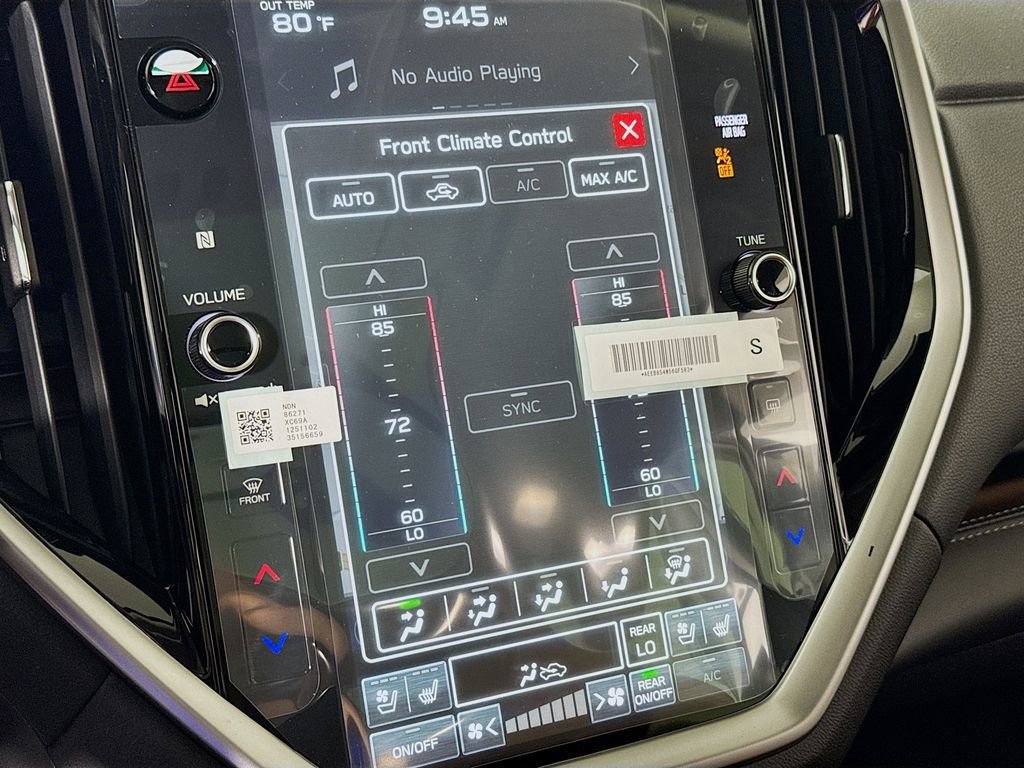 OUT TEMP
80°F
9:45 AM
No Audio Playing
PASSENGER
AIR BAG
OFF
Front Climate Control
AUTO
A/C
MAX A/C
N
TUNE
VOLUME
HI
85
72
60
LO
HI
85
60
LO
SYNC
S
NDN
86271
XC69A
1251102
35156659
FRONT
REAR
LO
REAR
ON/OFF
A/C
ON/OFF